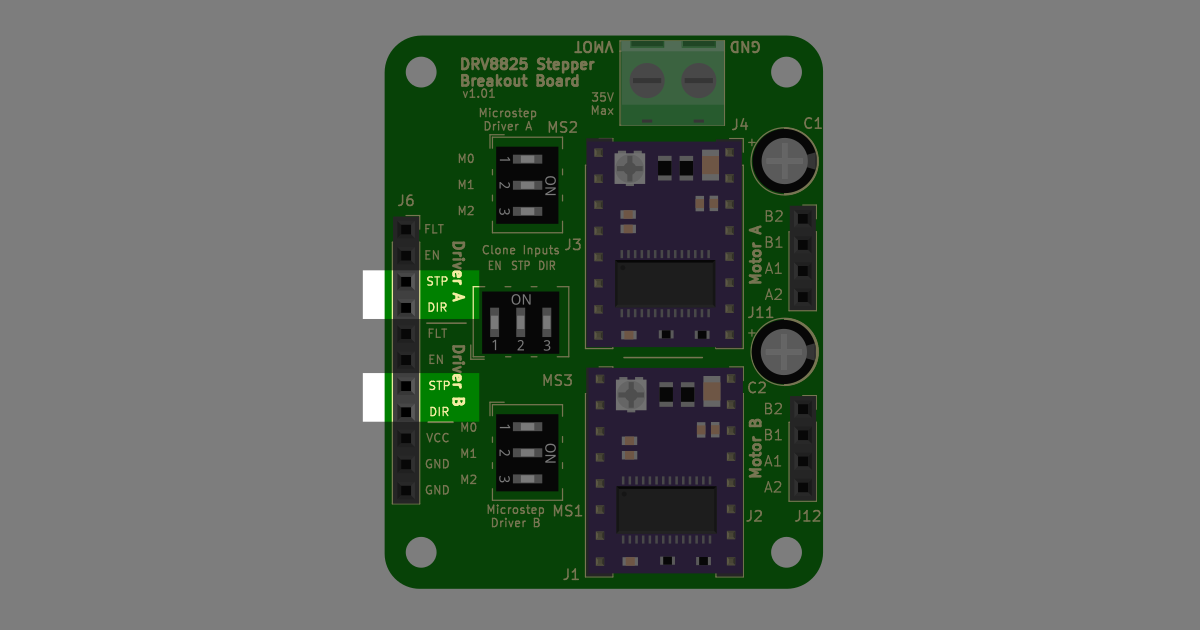 VMOT
GND
DRV8825 Stepper
Breakout Board
v1.01
35V
Max
Microstep
Driver A
MS2
J4
C1
+
M0
M1
M2
1
2
3
ON
J6
FLT
EN
STP
DIR
Driver A
FLT
EN
STP
DIR
Driver B
VCC
GND
GND
Clone Inputs
EN STP DIR
ON
1 2 3
J3
MS3
Motor A
B2
B1
A1
A2
J11
+
C2
M0
M1
M2
1
2
3
ON
Microstep
Driver B
MS1
J1
J2
Motor B
B2
B1
A1
A2
J12